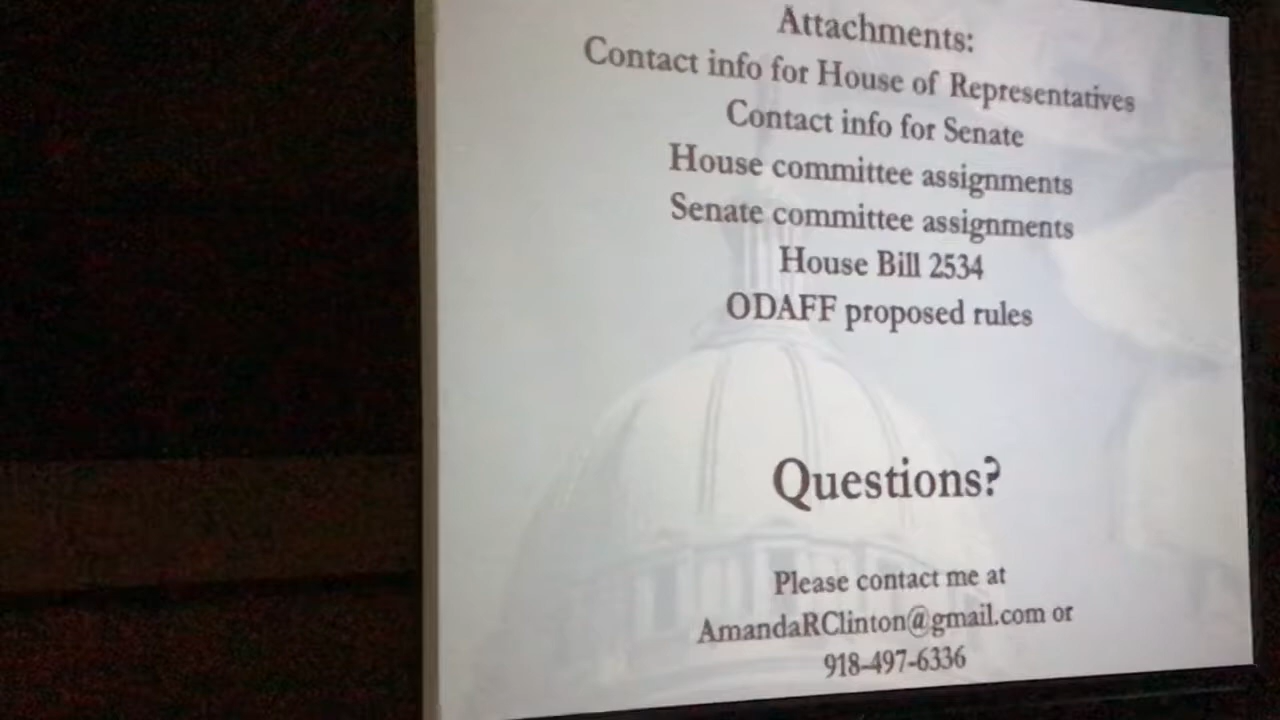 Attachments:
Contact info for House of Representatives
Contact info for Senate
House committee assignments
Senate committee assignments
House Bill 2534
ODAFF proposed rules
Questions?
Please contact me at
AmandaRClinton@gmail.com or
918-497-6336